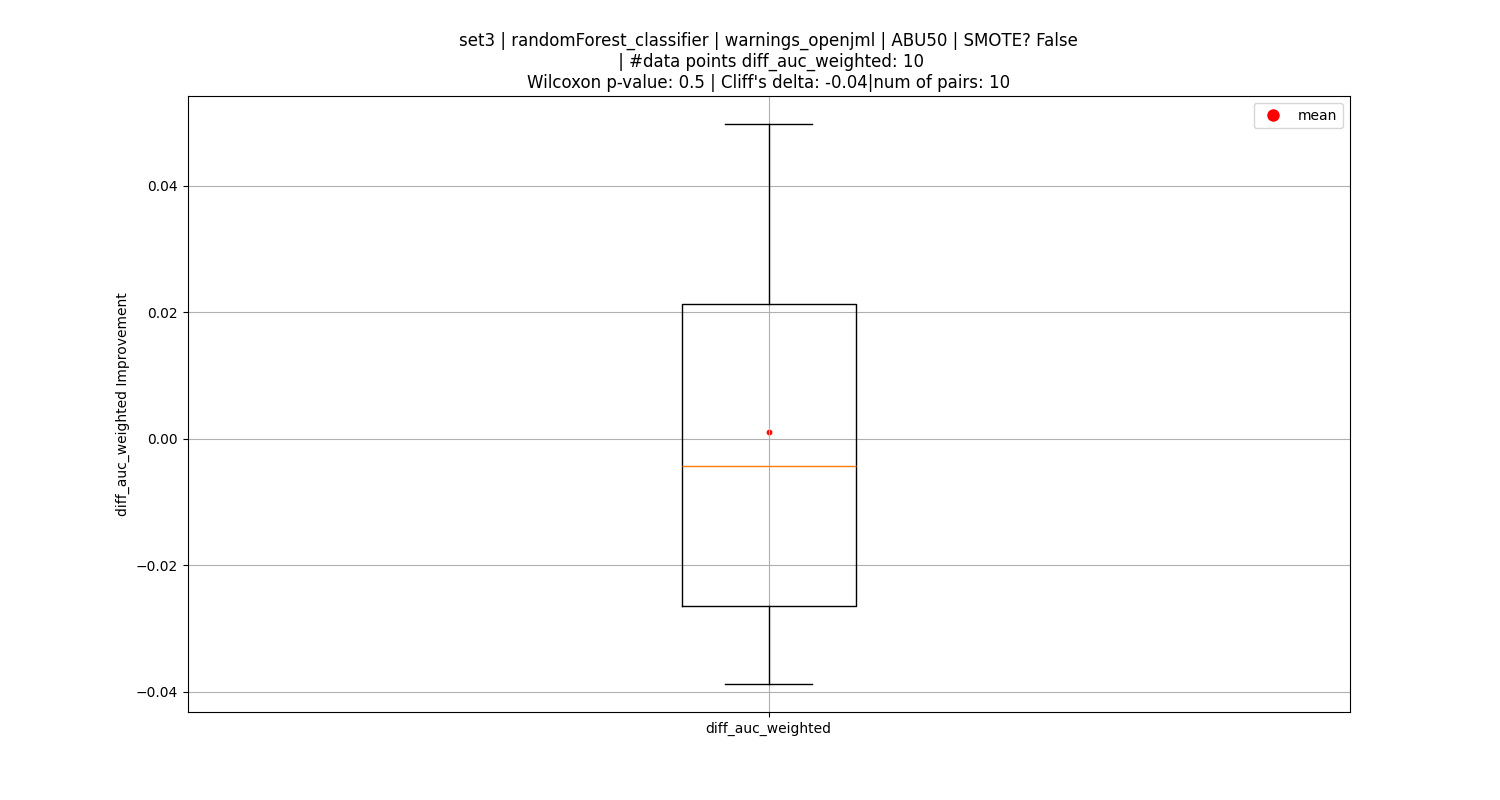 set3 | randomForest_classifier | warnings_openjml | ABU50 | SMOTE? False
| #data points diff_auc_weighted: 10
Wilcoxon p-value: 0.5 | Cliff's delta: -0.04|num of pairs: 10
mean
0.04
0.02
0.00
−0.02
−0.04
diff_auc_weighted Improvement
diff_auc_weighted